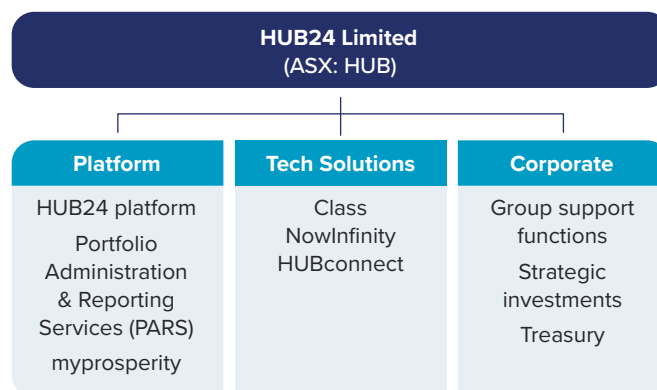 HUB24 Limited
(ASX: HUB)
Platform
HUB24 platform
Portfolio
Administration
& Reporting
Services (PARS)
myprosperity
Tech Solutions
Class
NowInfinity
HUBconnect
Corporate
Group support
functions
Strategic
investments
Treasury